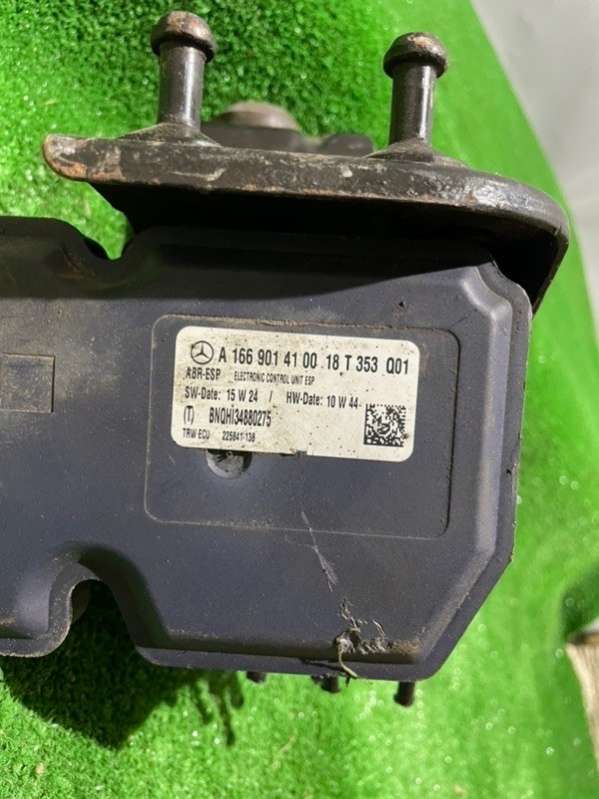 A 166 901 41 00 .18 T 353 Q01
ABR-ESP ELECTRONIC CONTROL UNIT ESP
SW-Date: 15 W 24 / HW-Date: 10 W 44
(T) BNQHI34880275
TRW ECU 225841-138